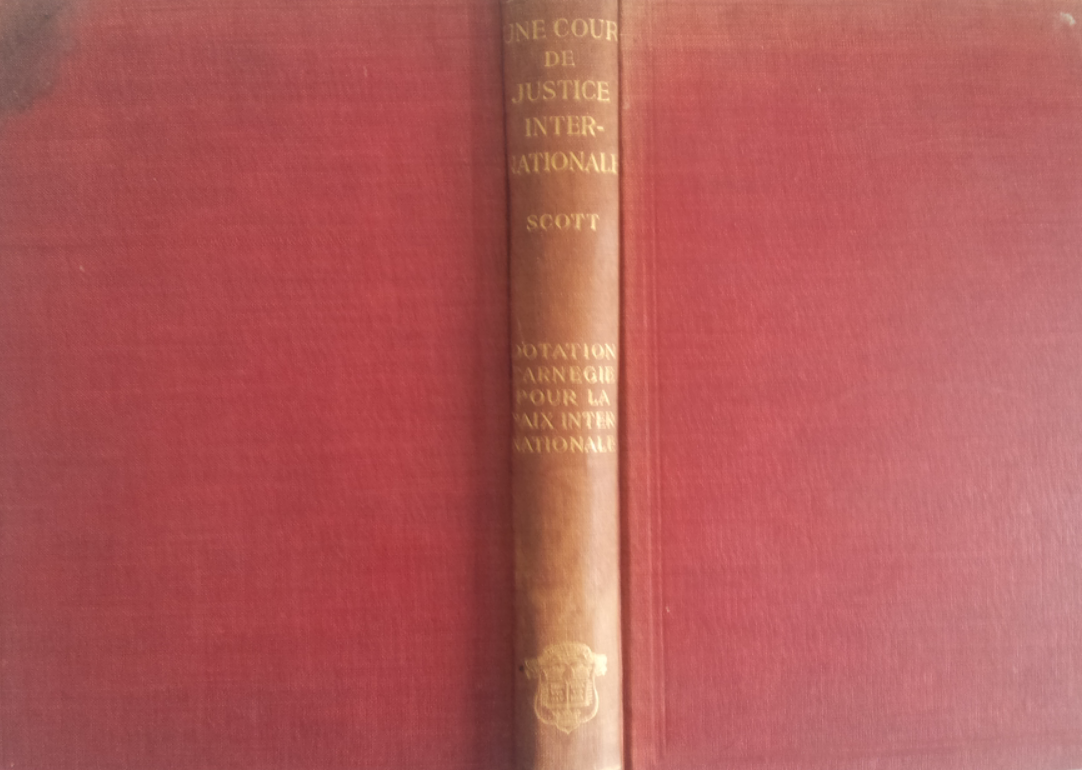 UNE COUR
DE
JUSTICE
INTER-
NATIONALE
SCOTT
DOTATION
CARNEGIE
POUR LA
PAIX INTER
NATIONALE